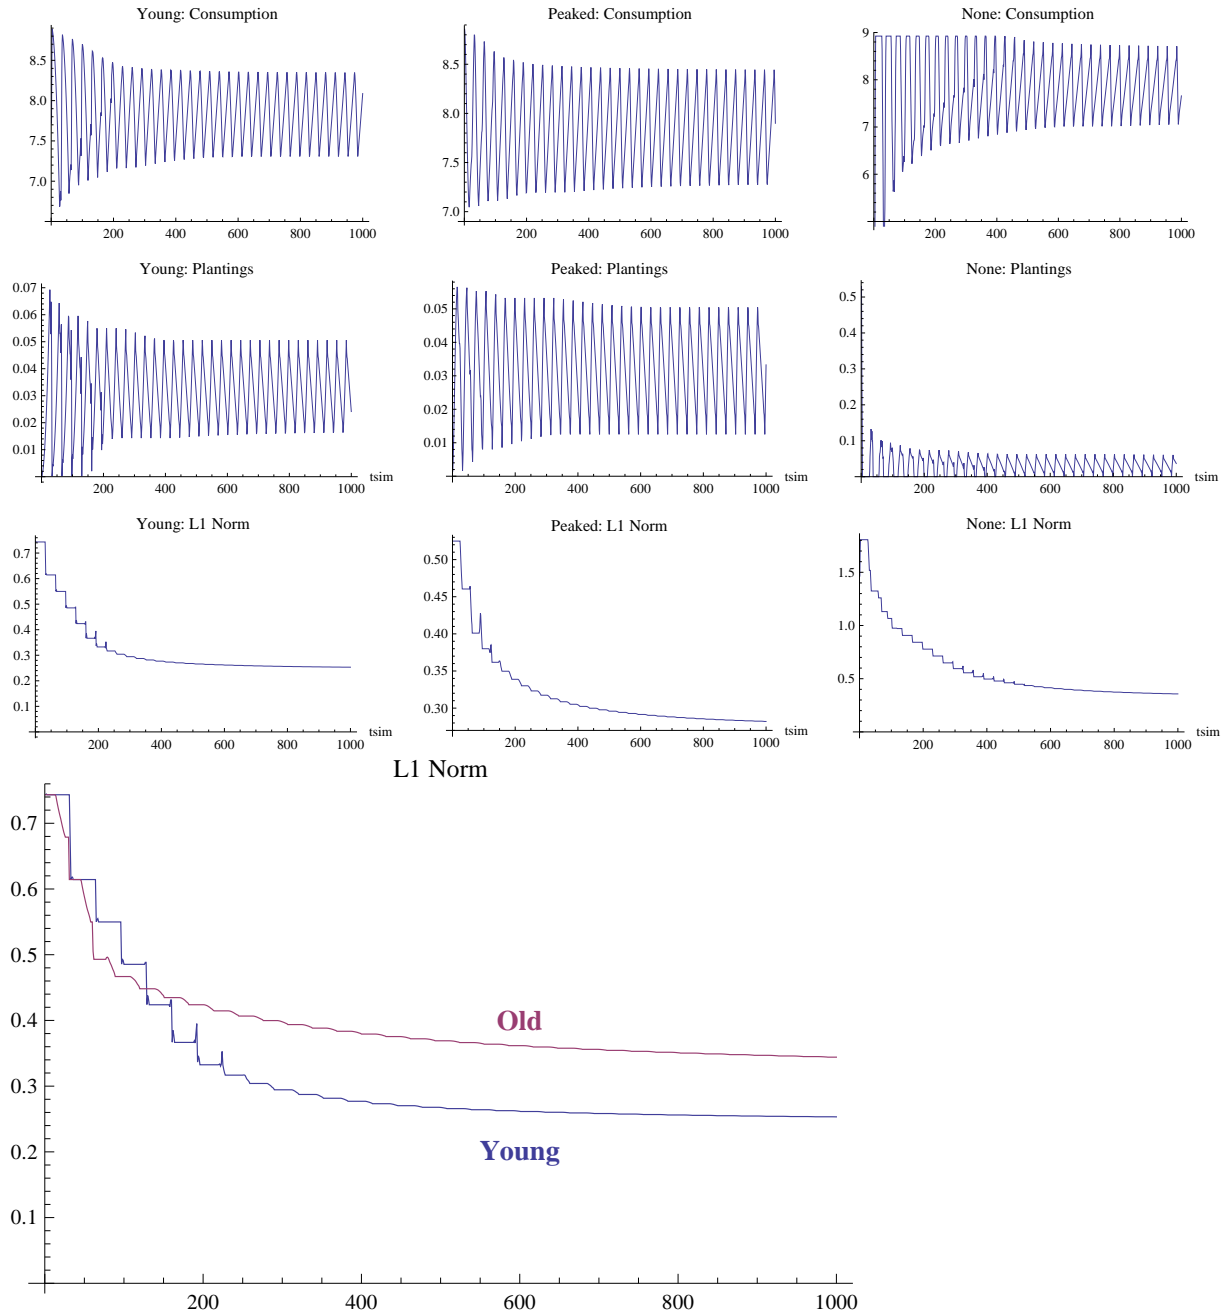 Young: Consumption
8.5
8.0
7.5
7.0
200 400 600 800 1000
Peaked: Consumption
8.5
8.0
7.5
7.0
200 400 600 800 1000
None: Consumption
9
8
7
6
200 400 600 800 1000
Young: Plantings
0.07
0.06
0.05
0.04
0.03
0.02
0.01
200 400 600 800 1000
tsim
Peaked: Plantings
0.05
0.04
0.03
0.02
0.01
200 400 600 800 1000
tsim
None: Plantings
0.5
0.4
0.3
0.2
0.1
200 400 600 800 1000
tsim
Young: L1 Norm
0.7
0.6
0.5
0.4
0.3
0.2
0.1
200 400 600 800 1000
tsim
Peaked: L1 Norm
0.50
0.45
0.40
0.35
0.30
200 400 600 800 1000
tsim
None: L1 Norm
1.5
1.0
0.5
200 400 600 800 1000
tsim
L1 Norm
0.7
0.6
0.5
0.4
0.3
0.2
0.1
Old
Young
200 400 600 800 1000